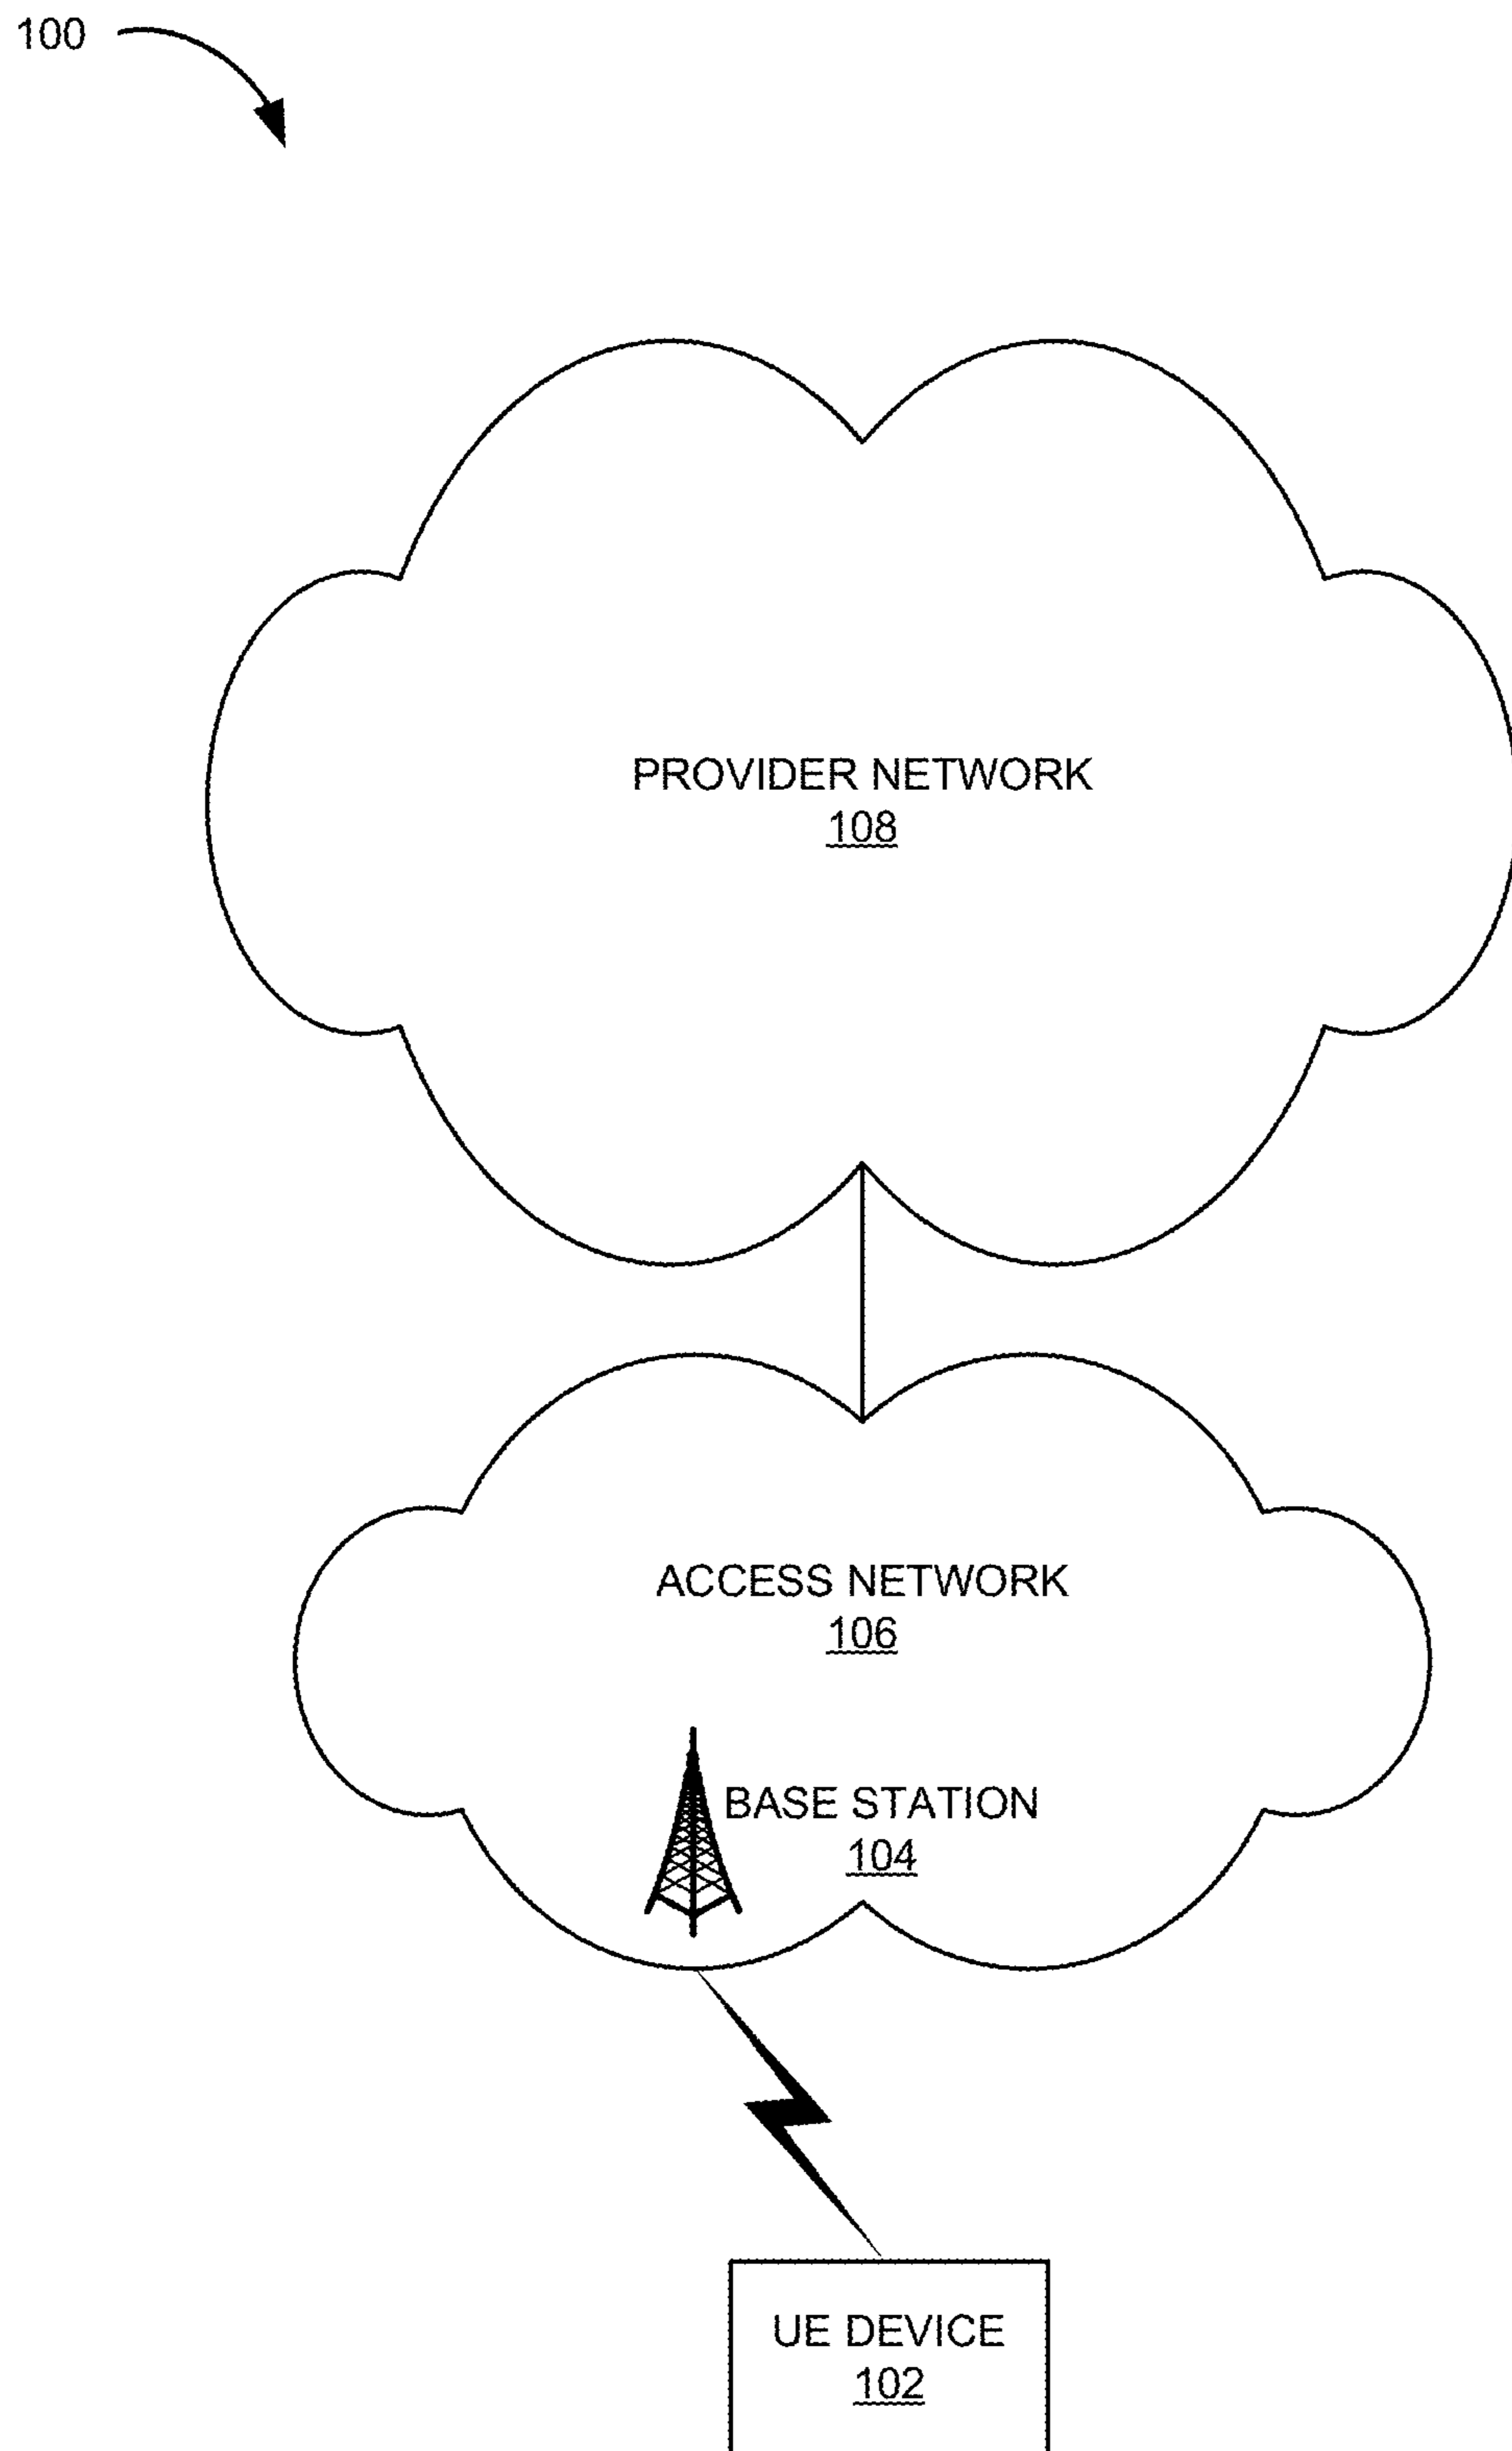 100
PROVIDER NETWORK
108
ACCESS NETWORK
106
BASE STATION
104
UE DEVICE
102